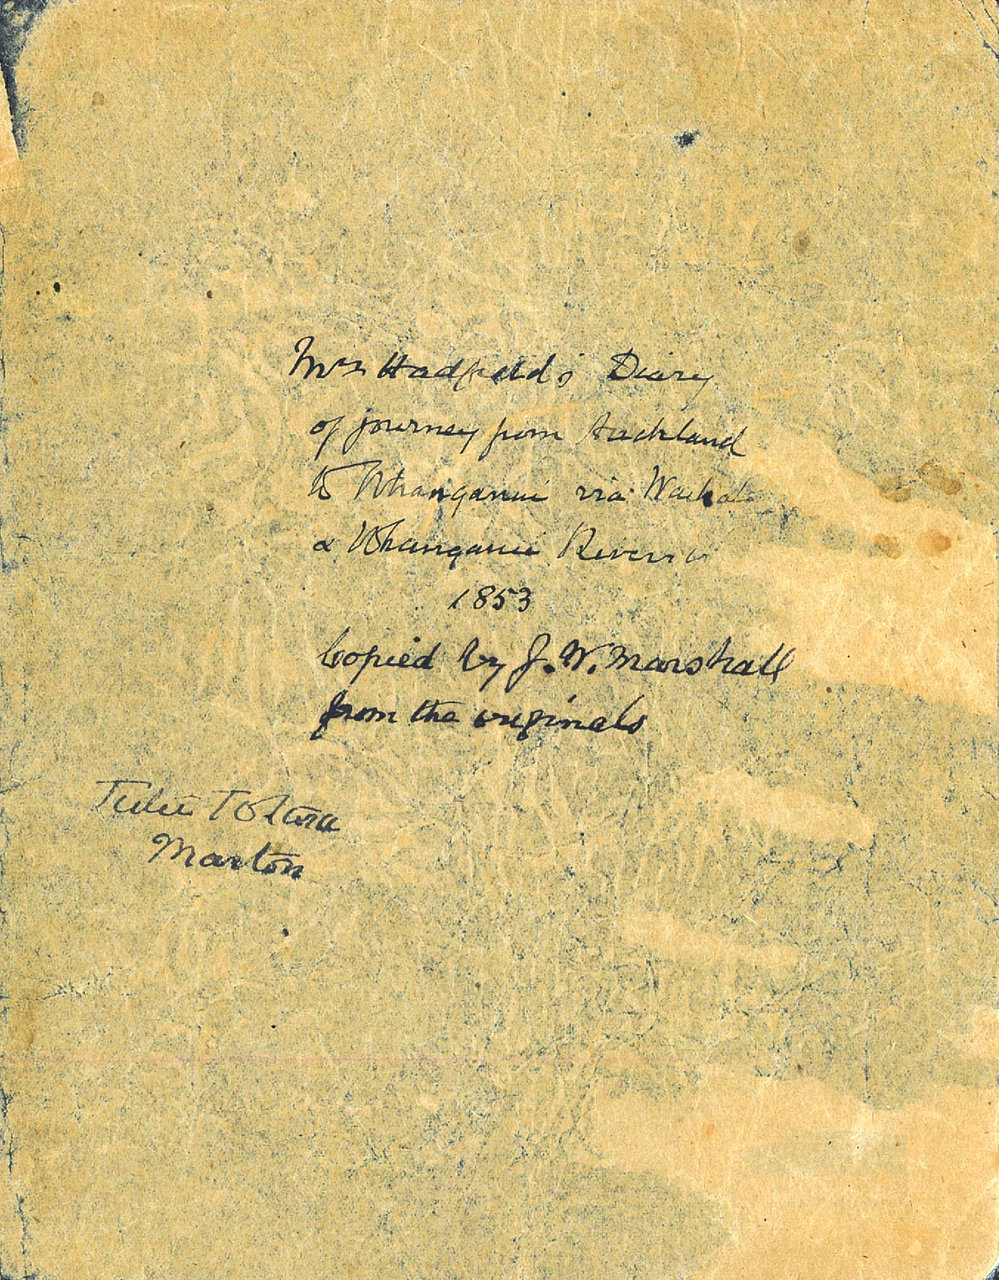 Mrs Hadfield's Diary
of journey from Auckland
to Whanganui via Waikato
& Whanganui Rivers
1853
Copied by J. W. Marshall
from the originals
Tutu Totara
Marton